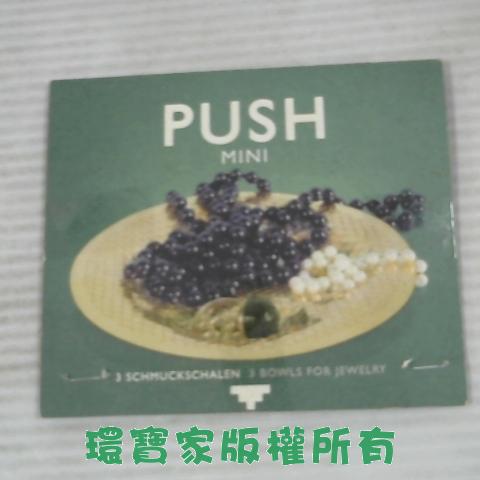 PUSH
MINI
3 SCHMUCKSCHALEN 3 BOWLS FOR JEWELRY
環寶家版權所有